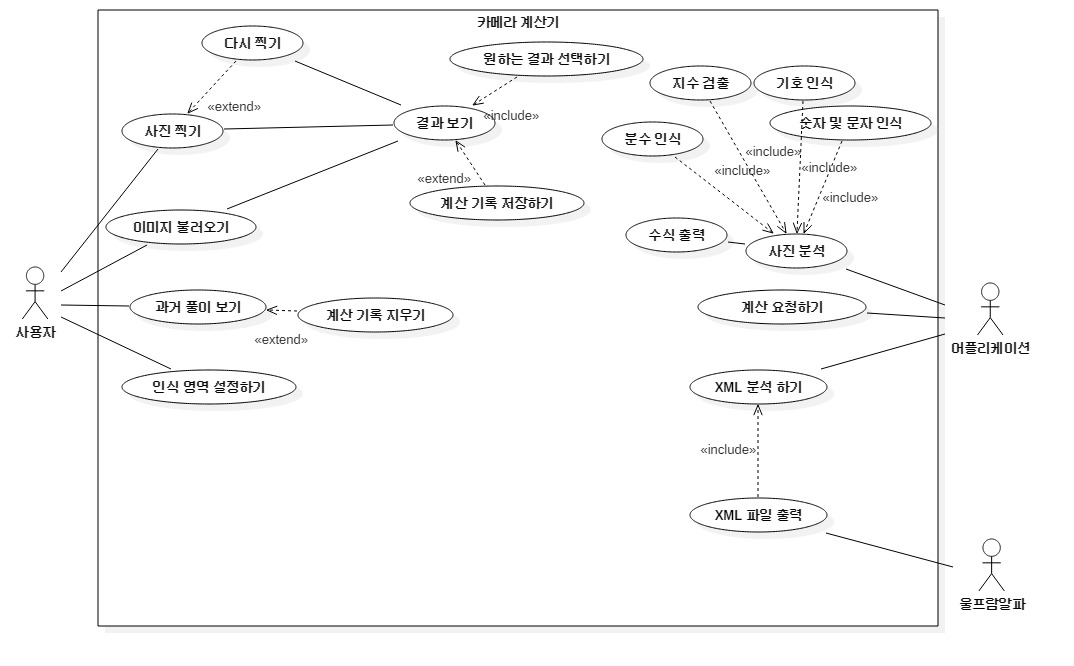 카메라 계산기
다시 찍기
원하는 결과 선택하기
지수 검출
기호 인식
«extend»
«include»
사진 찍기
결과 보기
숫자 및 문자 인식
분수 인식
«include»
«include»
«include»
«extend»
«include»
계산 기록 저장하기
이미지 불러오기
수식 출력
사진 분석
과거 풀이 보기
계산 기록 지우기
계산 요청하기
사용자
어플리케이션
«extend»
인식 영역 설정하기
XML 분석 하기
«include»
XML 파일 출력
울프람알파